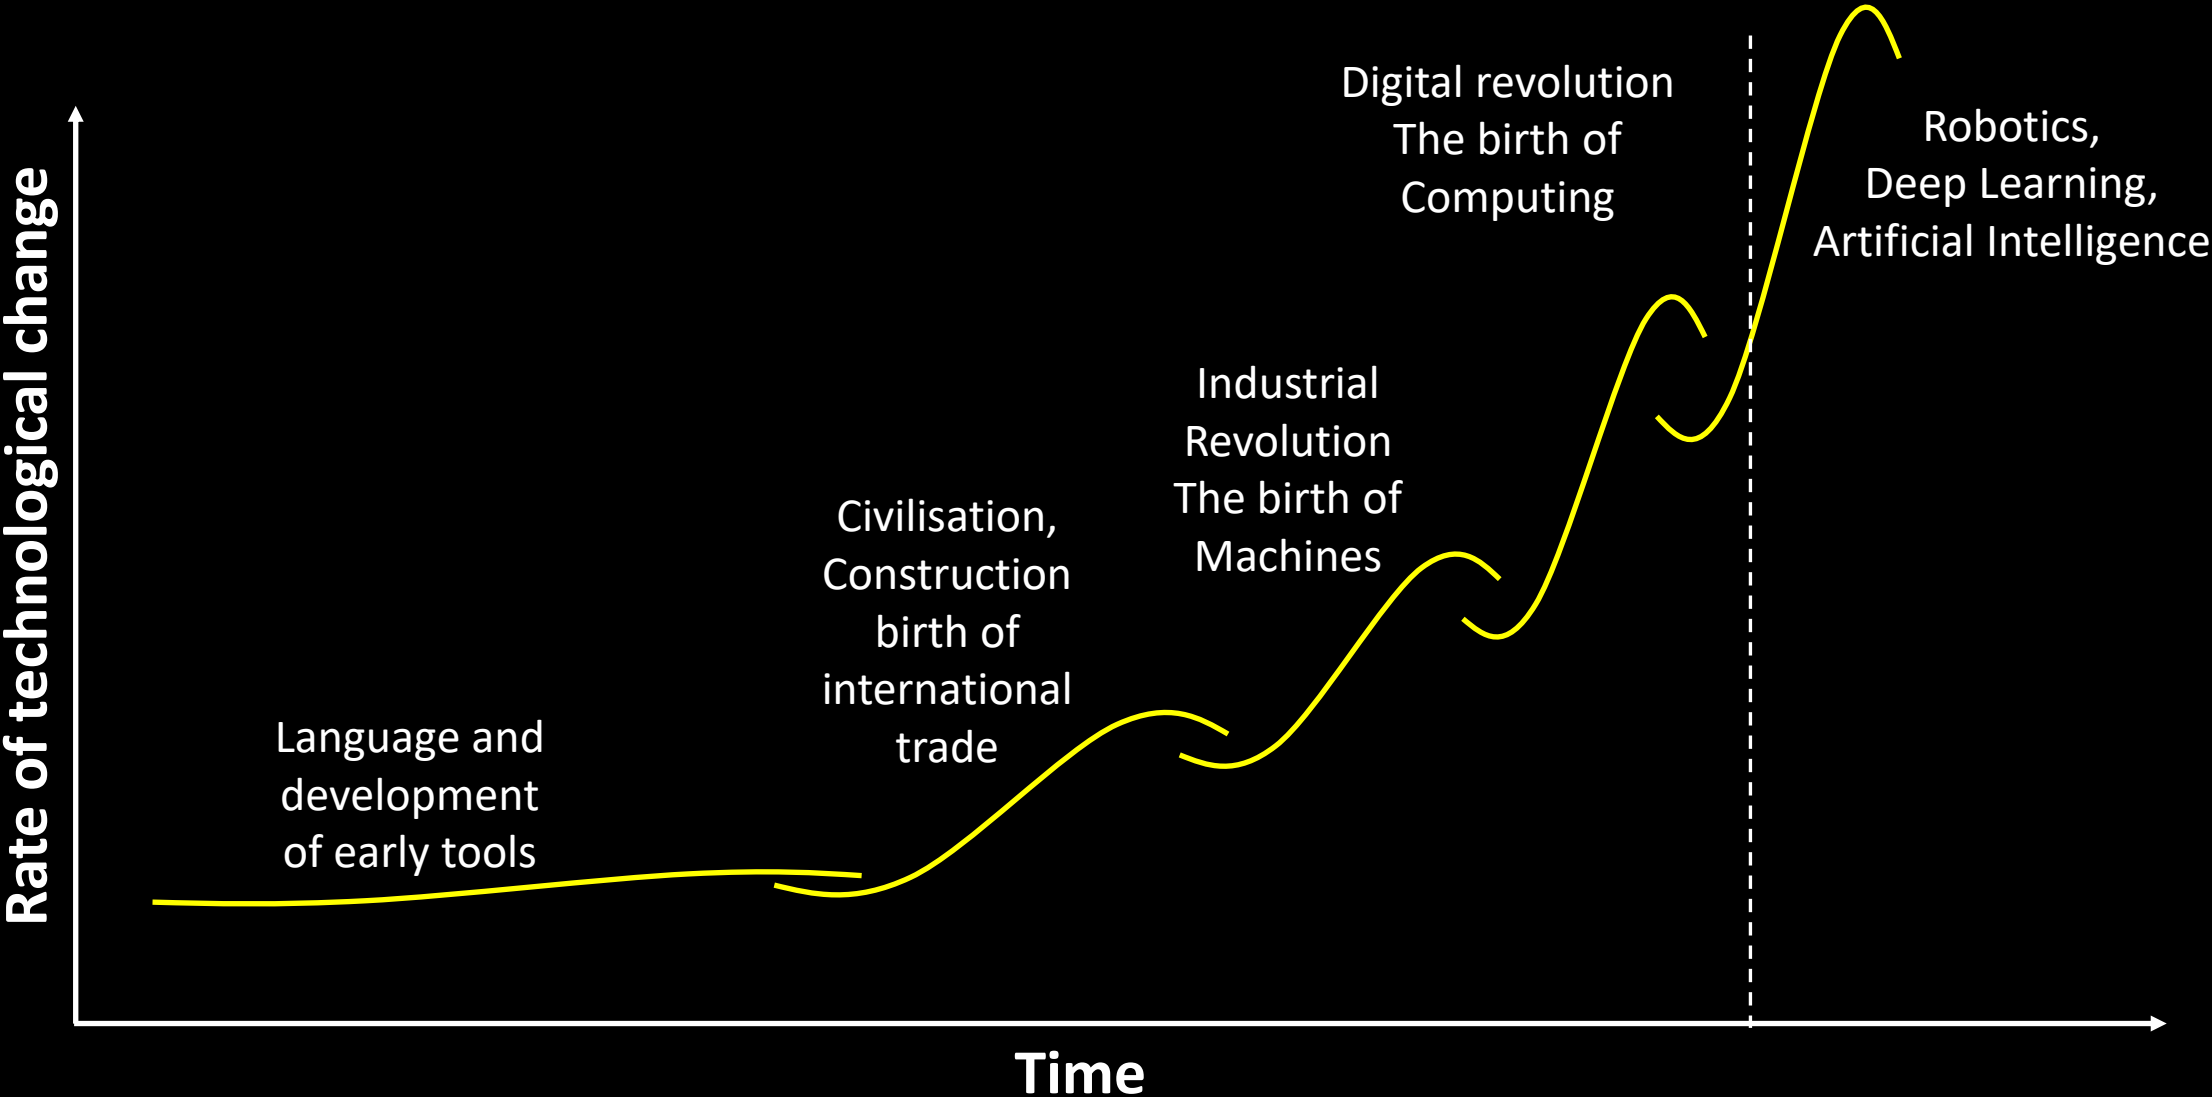 Rate of technological change
Language and
development
of early tools
Civilisation,
Construction
birth of
international
trade
Industrial
Revolution
The birth of
Machines
Digital revolution
The birth of
Computing
Robotics,
Deep Learning,
Artificial Intelligence
Time